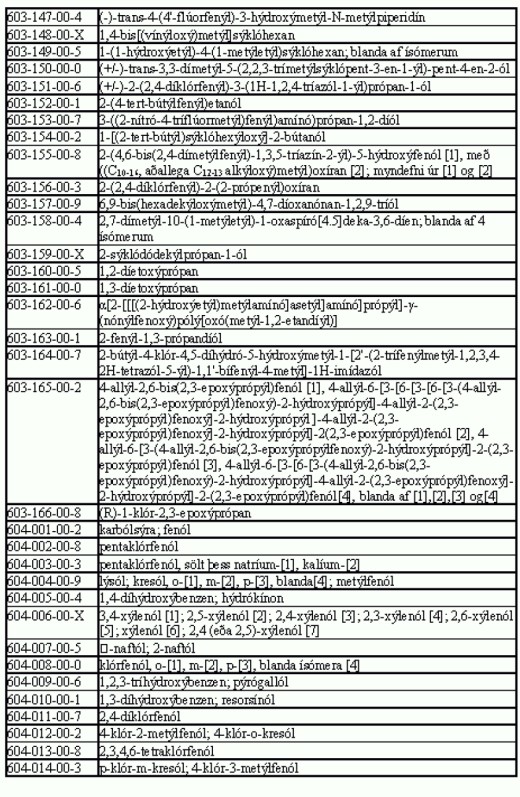 603-147-00-4 (-)-trans-4-(4'-flúorfenýl)-3-hýdroxýmetýl-N-metýlpiperidín
603-148-00-X 1,4-bis[(vínýloxý)metýl]sýklóhexan
603-149-00-5 1-(1-hýdroxýetýl)-4-(1-metýletýl)sýklóhexan; blanda af ísómerum
603-150-00-0 (+/-)-trans-3,3-dímetýl-5-(2,2,3-trímetýlsýklópent-3-en-1-ýl)-pent-4-en-2-ól
603-151-00-6 (+/-)-2-(2,4-díklórfenýl)-3-(1H-1,2,4-tríazól-1-ýl)própan-1-ól
603-152-00-1 2-(4-tert-bútýlfenýl)etanól
603-153-00-7 3-((2-nítró-4-tríflúormetýl)fenýl)amínó)própan-1,2-díól
603-154-00-2 1-[(2-tert-bútýl)sýklóhexýloxý]-2-bútanól
603-155-00-8 2-(4,6-bis(2,4-dímetýlfenýl)-1,3,5-tríazín-2-ýl)-5-hýdroxýfenól [1], með
((C10-16, aðallega C12-13 alkýloxý)metýl)oxíran [2]; myndefni úr [1] og [2]
603-156-00-3 2-(2,4-díklórfenýl)-2-(2-própenýl)oxíran
603-157-00-9 6,9-bis(hexadekýloxýmetýl)-4,7-díoxanónan-1,2,9-tríól
603-158-00-4 2,7-dímetýl-10-(1-metýletýl)-1-oxaspíró[4.5]deka-3,6-díen; blanda af 4
ísómerum
603-159-00-X 2-sýklódódekýlprópan-1-ól
603-160-00-5 1,2-díetoxýprópan
603-161-00-0 1,3-díetoxýprópan
603-162-00-6 α[2-[[[(2-hýdroxýetýl)metýlamínó]asetýl]amínó]própýl]-γ-
(nónýlfenoxý)pólý[oxó(metýl-1,2-etandíýl)]
603-163-00-1 2-fenýl-1,3-própandíól
603-164-00-7 2-bútýl-4-klór-4,5-díhýdró-5-hýdroxýmetýl-1-[2'-(2-trífenýlmetýl-1,2,3,4-
2H-tetrazól-5-ýl)-1,1'-bífenýl-4-metýl]-1H-imídazól
603-165-00-2 4-allýl-2,6-bis(2,3-epoxýprópýl)fenól [1], 4-allýl-6-[3-[6-[3-[6-[3-(4-allýl-
2,6-bis(2,3-epoxýprópýl)fenoxý)-2-hýdroxýprópýl]-4-allýl-2-(2,3-
epoxýprópýl)fenoxý]-2-hýdroxýprópýl]-4-allýl-2-(2,3-
epoxýprópýl)fenoxý]-2-hýdroxýprópýl]-2-(2,3-epoxýprópýl)fenól [2], 4-
allýl-6-[3-(4-allýl-2,6-bis(2,3-epoxýprópýlfenoxý)-2-hýdroxýprópýl]-2-(2,3-
epoxýprópýl)fenól [3], 4-allýl-6-[3-[6-[3-(4-allýl-2,6-bis(2,3-
epoxýprópýl)fenoxý)-2-hýdroxýprópýl]-4-allýl-2-(2,3-epoxýprópýl)fenoxý]-
2-hýdroxýprópýl]-2-(2,3-epoxýprópýl)fenól[4], blanda af [1],[2],[3] og[4]
603-166-00-8 (R)-1-klór-2,3-epoxýprópan
604-001-00-2 karbólsýra; fenól
604-002-00-8 pentaklórfenól
604-003-00-3 pentaklórfenól, sölt þess natríum-[1], kalíum-[2]
604-004-00-9 lýsól; kresól, o-[1], m-[2], p-[3], blanda[4]; metýlfenól
604-005-00-4 1,4-díhýdroxýbenzen; hýdrókínon
604-006-00-X 3,4-xýlenól [1]; 2,5-xýlenól [2]; 2,4-xýlenól [3]; 2,3-xýlenól [4]; 2,6-xýlenól
[5]; xýlenól [6]; 2,4 (eða 2,5)-xýlenól [7]
604-007-00-5 □-naftól; 2-naftól
604-008-00-0 klórfenól, o-[1], m-[2], p-[3], blanda ísómera [4]
604-009-00-6 1,2,3-tríhýdroxýbenzen; pýrógallól
604-010-00-1 1,3-díhýdroxýbenzen; resorsínól
604-011-00-7 2,4-díklórfenól
604-012-00-2 4-klór-2-metýlfenól; 4-klór-o-kresól
604-013-00-8 2,3,4,6-tetraklórfenól
604-014-00-3 p-klór-m-kresól; 4-klór-3-metýlfenól